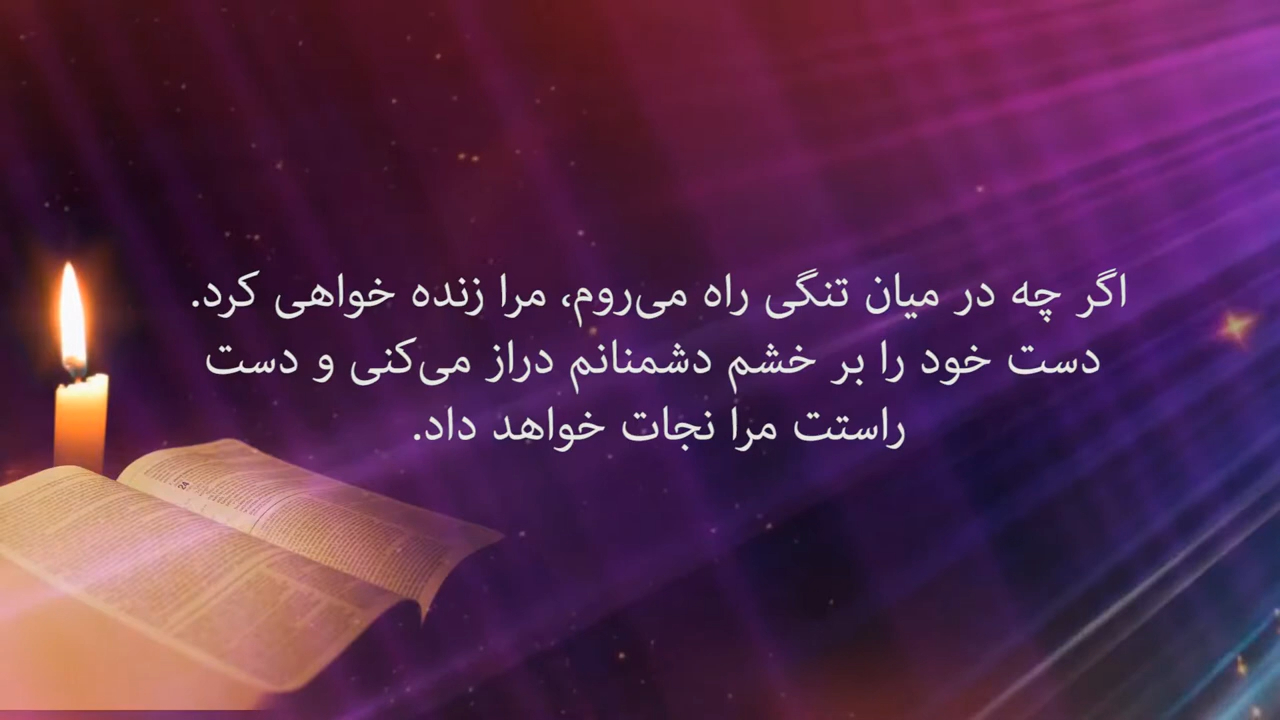 اگر چه در میان تنگی راه می‌روم، مرا زنده خواهی کرد.
دست خود را بر خشم دشمنانم دراز می‌کنی و دست
راستت مرا نجات خواهد داد.